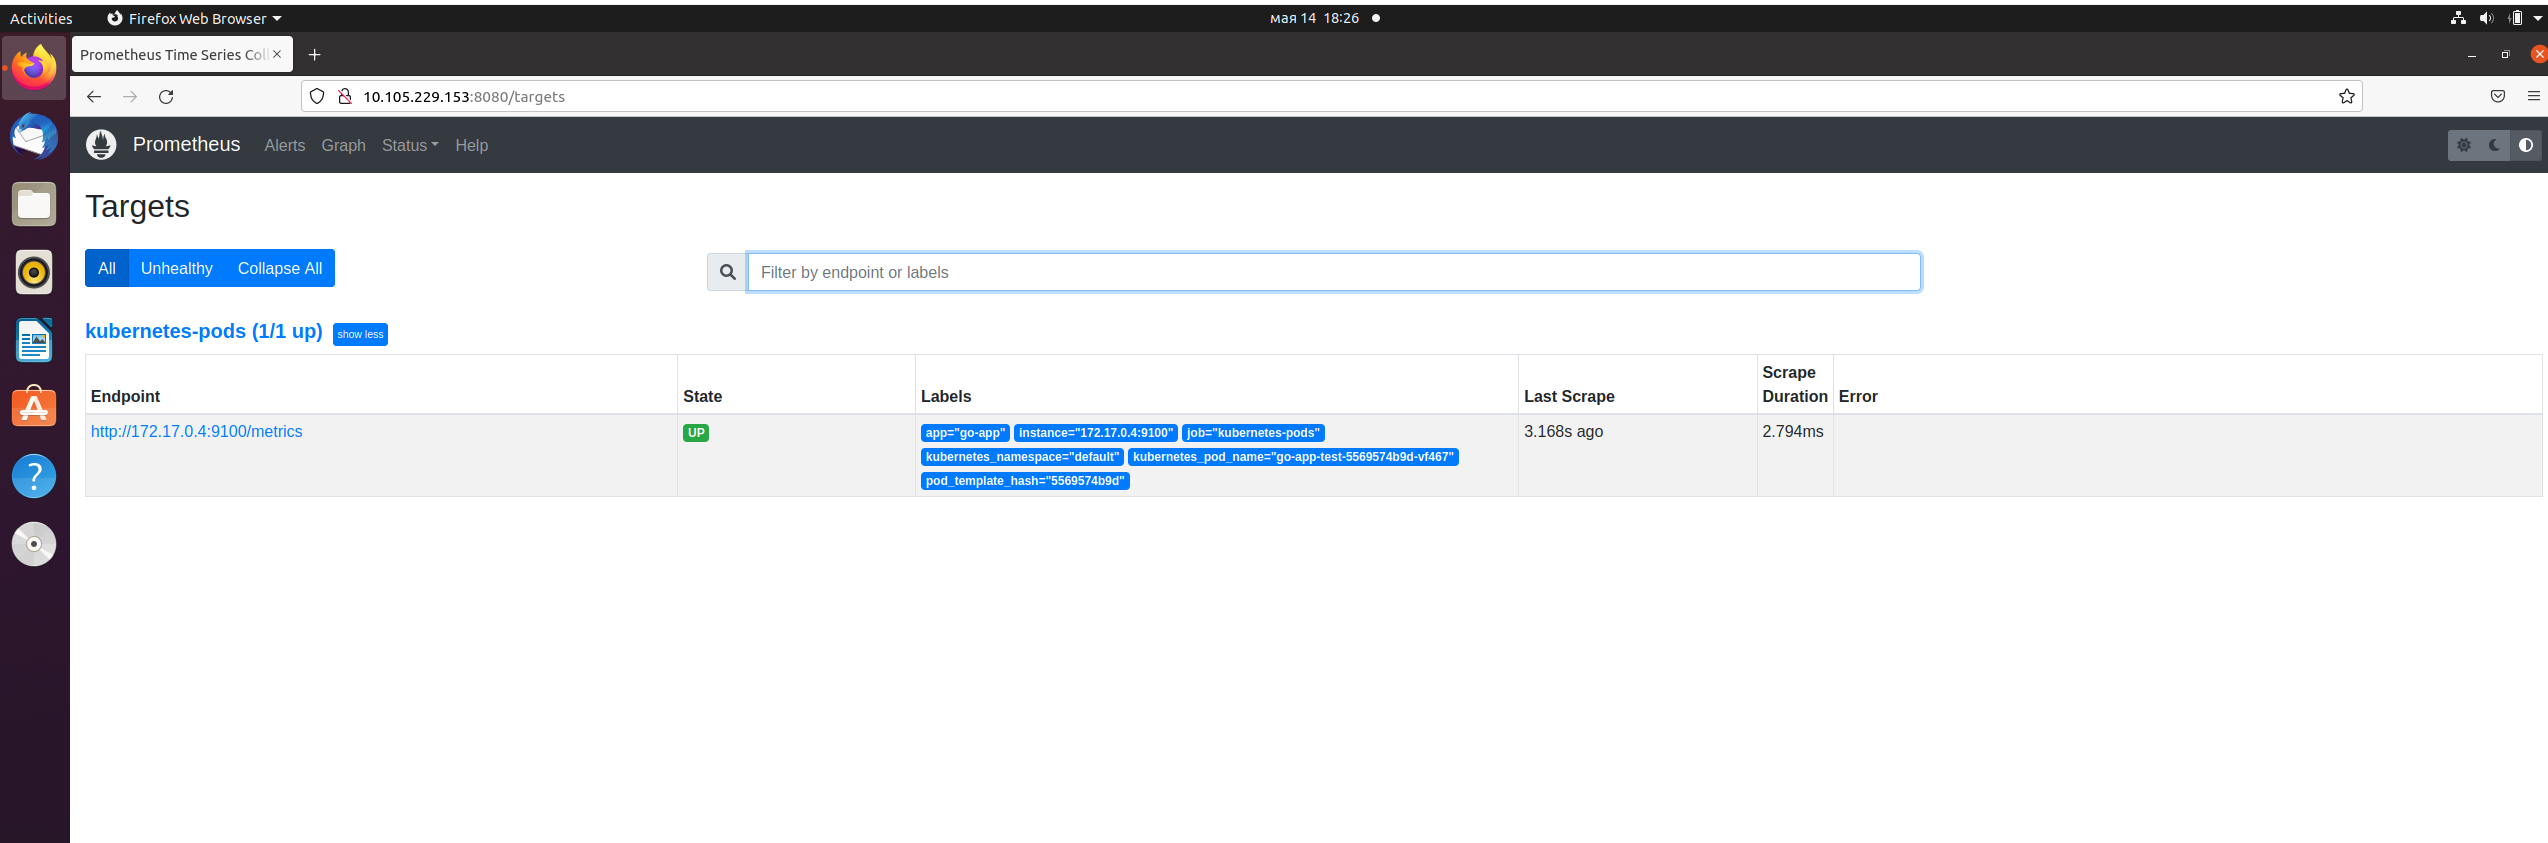 Activities Firefox Web Browser мая 14 18:26
Prometheus Time Series Coll
10.105.229.153:8080/targets
Prometheus Alerts Graph Status Help
Targets
All Unhealthy Collapse All Filter by endpoint or labels
kubernetes-pods (1/1 up) show less
Endpoint State Labels Last Scrape Scrape Duration Error
http://172.17.0.4:9100/metrics UP app="go-app" instance="172.17.0.4:9100" job="kubernetes-pods" 3.168s ago 2.794ms
kubernetes_namespace="default" kubernetes_pod_name="go-app-test-5569574b9d-vf467"
pod_template_hash="5569574b9d"